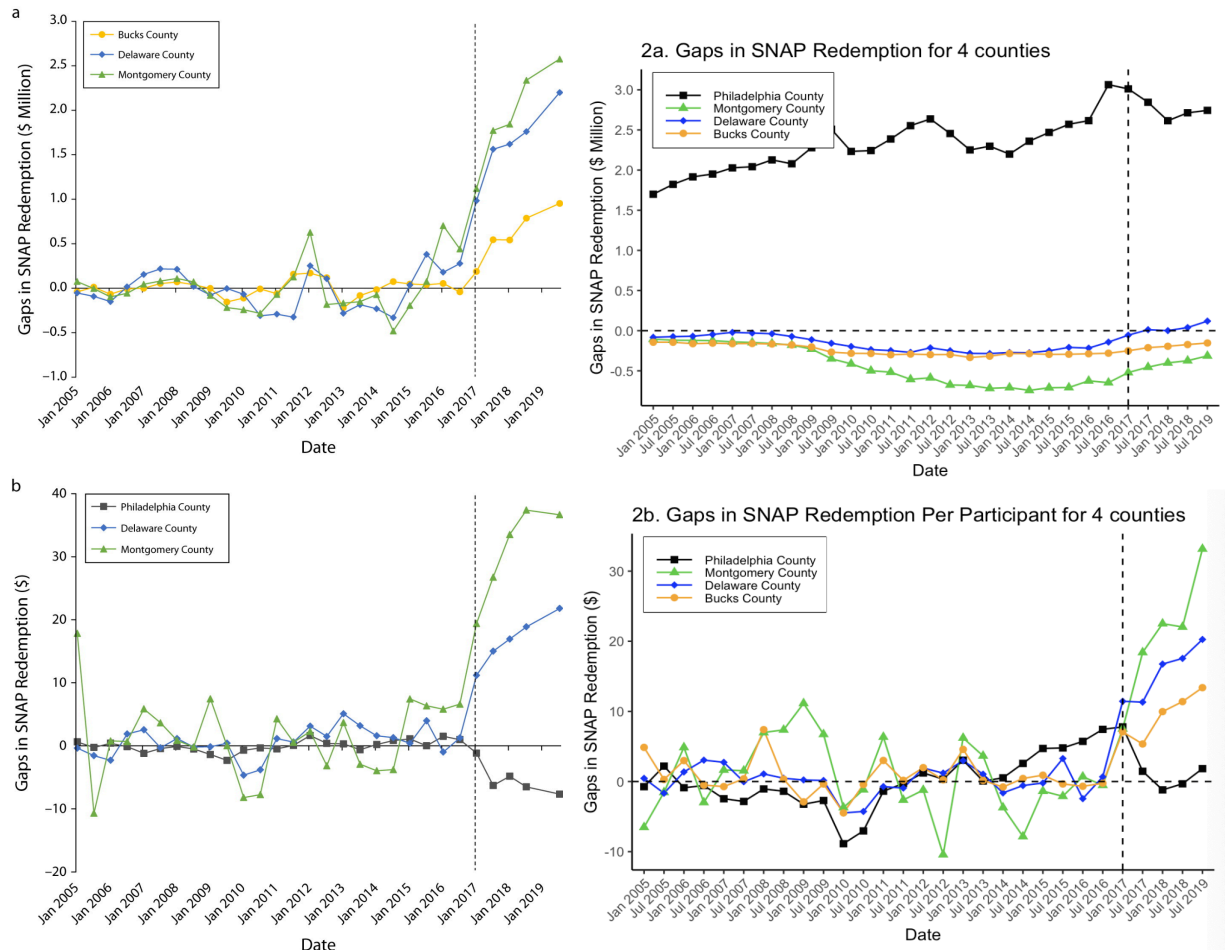 a
3.0
2.5
2.0
1.5
1.0
0.5
0.0
–0.5
–1.0
Gaps in SNAP Redemption ($ Million)
Bucks County
Delaware County
Montgomery County
Jan 2005
Jan 2006
Jan 2007
Jan 2008
Jan 2009
Jan 2010
Jan 2011
Jan 2012
Jan 2013
Jan 2014
Jan 2015
Jan 2016
Jan 2017
Jan 2018
Jan 2019
Date
2a. Gaps in SNAP Redemption for 4 counties
3.0
2.5
2.0
1.5
0.0
-0.5
Gaps in SNAP Redemption ($ Million)
Philadelphia County
Montgomery County
Delaware County
Bucks County
Jan 2005
Jul 2005
Jan 2006
Jul 2006
Jan 2007
Jul 2007
Jan 2008
Jul 2008
Jan 2009
Jul 2009
Jan 2010
Jul 2010
Jan 2011
Jul 2011
Jan 2012
Jul 2012
Jan 2013
Jul 2013
Jan 2014
Jul 2014
Jan 2015
Jul 2015
Jan 2016
Jul 2016
Jan 2017
Jul 2017
Jan 2018
Jul 2018
Jul 2019
Date
b
40
30
20
10
0
–10
–20
Gaps in SNAP Redemption ($)
Philadelphia County
Delaware County
Montgomery County
Jan 2005
Jan 2006
Jan 2007
Jan 2008
Jan 2009
Jan 2010
Jan 2011
Jan 2012
Jan 2013
Jan 2014
Jan 2015
Jan 2016
Jan 2017
Jan 2018
Jan 2019
Date
2b. Gaps in SNAP Redemption Per Participant for 4 counties
30
20
10
0
-10
Gaps in SNAP Redemption ($)
Philadelphia County
Montgomery County
Delaware County
Bucks County
Jan 2005
Jul 2005
Jan 2006
Jul 2006
Jan 2007
Jul 2007
Jan 2008
Jul 2008
Jan 2009
Jul 2009
Jan 2010
Jul 2010
Jan 2011
Jul 2011
Jan 2012
Jul 2012
Jan 2013
Jul 2013
Jan 2014
Jul 2014
Jan 2015
Jul 2015
Jan 2016
Jul 2016
Jan 2017
Jul 2017
Jan 2018
Jul 2018
Jul 2019
Date